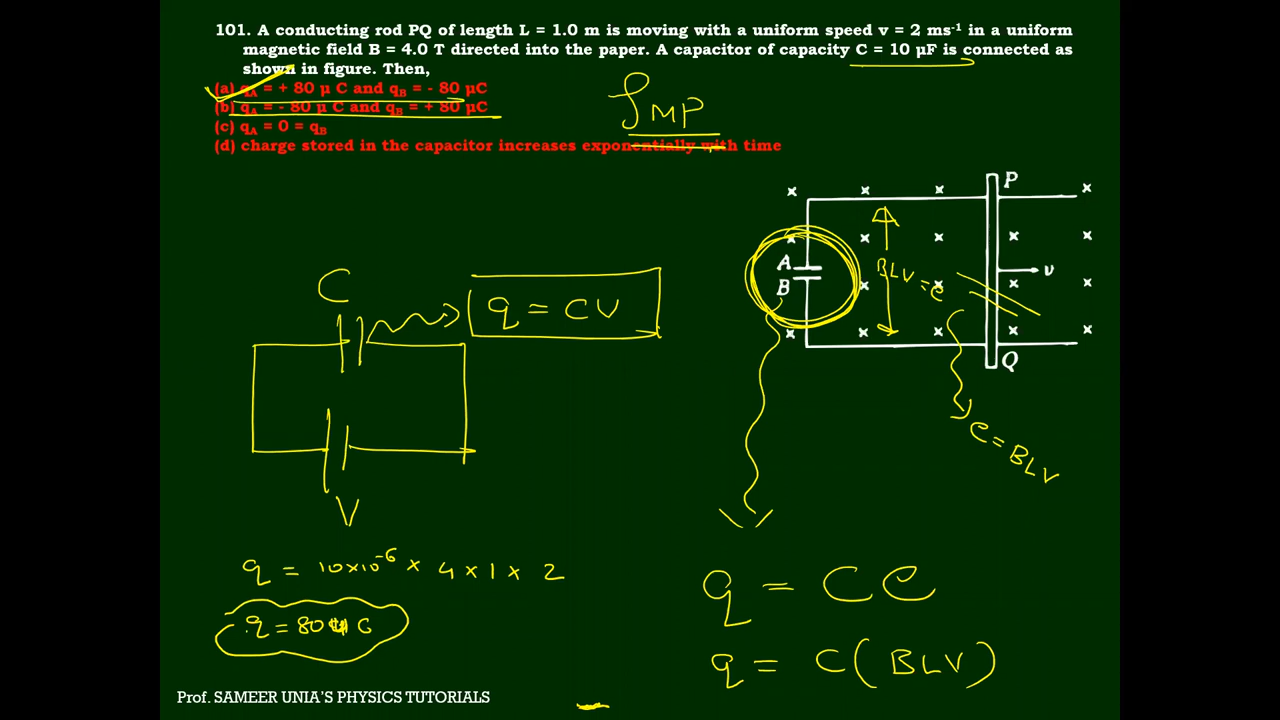 101. A conducting rod PQ of length L = 1.0 m is moving with a uniform speed v = 2 ms-1 in a uniform
magnetic field B = 4.0 T directed into the paper. A capacitor of capacity C = 10 µF is connected as
shown in figure. Then,
(a) qA = + 80 µ C and qB = - 80 µC
(b) qA = - 80 µ C and qB = + 80 µC
(c) qA = 0 = qB
(d) charge stored in the capacitor increases exponentially with time
IMP
P
A
B
BLV = e
v
Q
C
q = CV
e = BLV
V
q = 10×10-6 × 4 × 1 × 2
q = 80 µ C
q = C e
q = C ( BLV )
Prof. SAMEER UNIA'S PHYSICS TUTORIALS